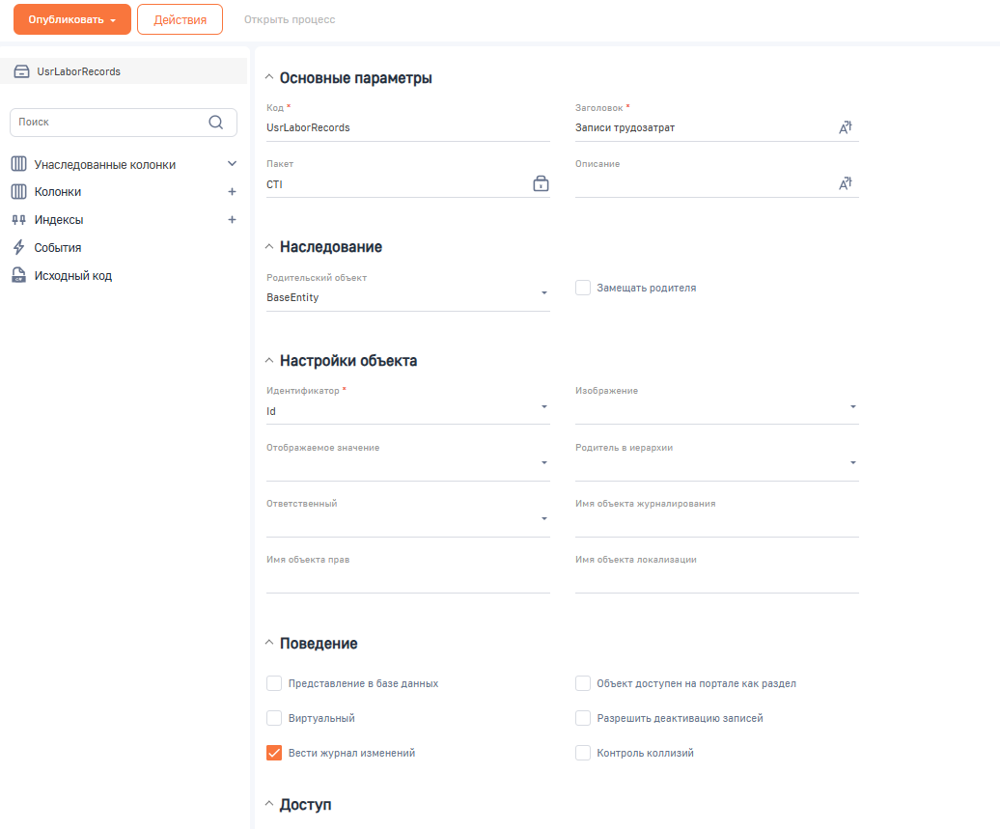 Опубликовать
Действия
Открыть процесс
UsrLaborRecords
Поиск
Унаследованные колонки
Колонки
Индексы
События
Исходный код
Основные параметры
Код *
UsrLaborRecords
Заголовок *
Записи трудозатрат
Пакет
CTI
Описание
Наследование
Родительский объект
BaseEntity
Замещать родителя
Настройки объекта
Идентификатор *
Id
Изображение
Отображаемое значение
Родитель в иерархии
Ответственный
Имя объекта журналирования
Имя объекта прав
Имя объекта локализации
Поведение
Представление в базе данных
Объект доступен на портале как раздел
Виртуальный
Разрешить деактивацию записей
Вести журнал изменений
Контроль коллизий
Доступ